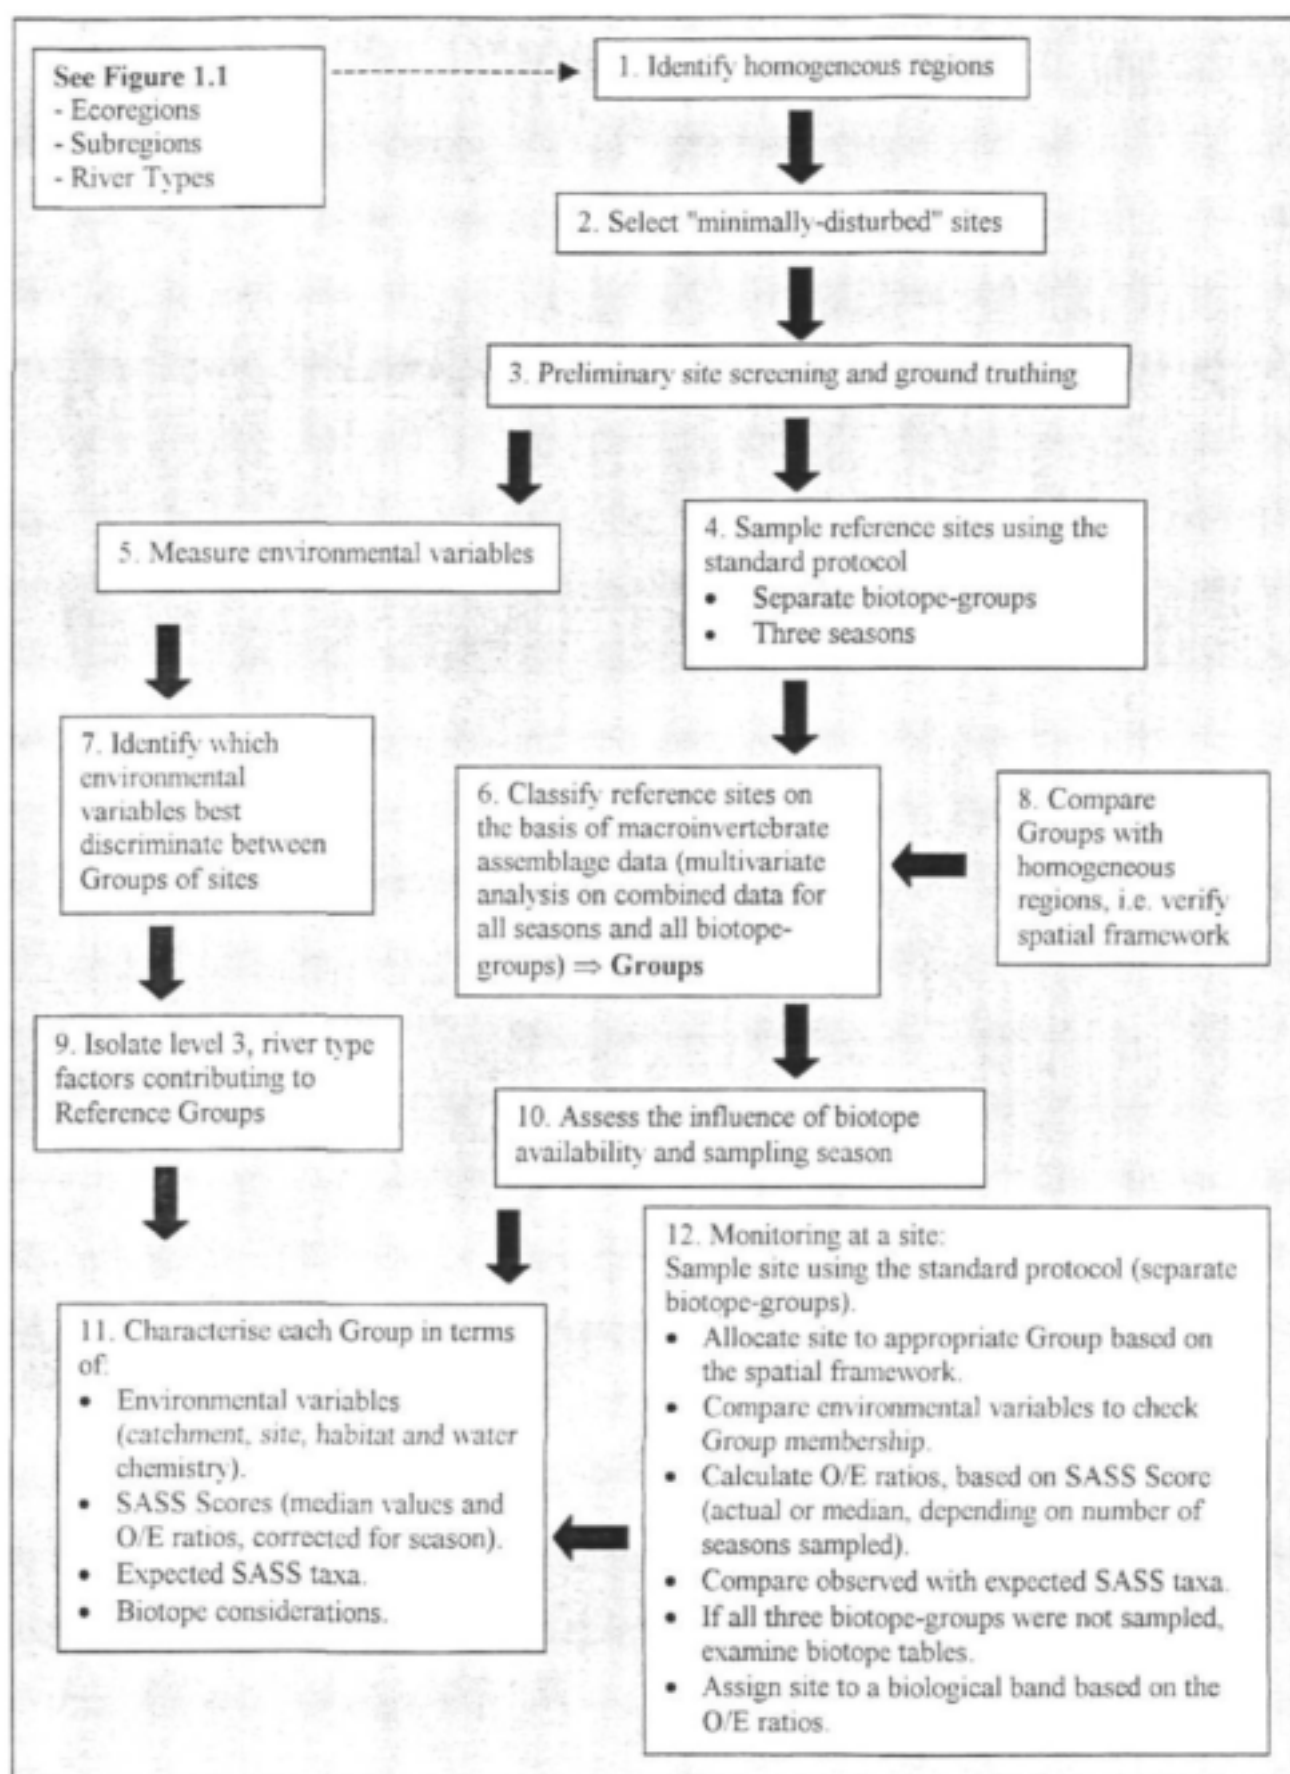 See Figure 1.1
- Ecoregions
- Subregions
- River Types
1. Identify homogeneous regions
2. Select "minimally-disturbed" sites
3. Preliminary site screening and ground truthing
5. Measure environmental variables
4. Sample reference sites using the
standard protocol
• Separate biotope-groups
• Three seasons
7. Identify which
environmental
variables best
discriminate between
Groups of sites
6. Classify reference sites on
the basis of macroinvertebrate
assemblage data (multivariate
analysis on combined data for
all seasons and all biotope-
groups) ⇒ Groups
8. Compare
Groups with
homogeneous
regions, i.e. verify
spatial framework
9. Isolate level 3, river type
factors contributing to
Reference Groups
10. Assess the influence of biotope
availability and sampling season
11. Characterise each Group in terms
of:
• Environmental variables
(catchment, site, habitat and water
chemistry).
• SASS Scores (median values and
O/E ratios, corrected for season).
• Expected SASS taxa.
• Biotope considerations.
12. Monitoring at a site:
Sample site using the standard protocol (separate
biotope-groups).
• Allocate site to appropriate Group based on
the spatial framework.
• Compare environmental variables to check
Group membership.
• Calculate O/E ratios, based on SASS Score
(actual or median, depending on number of
seasons sampled).
• Compare observed with expected SASS taxa.
• If all three biotope-groups were not sampled,
examine biotope tables.
• Assign site to a biological band based on the
O/E ratios.